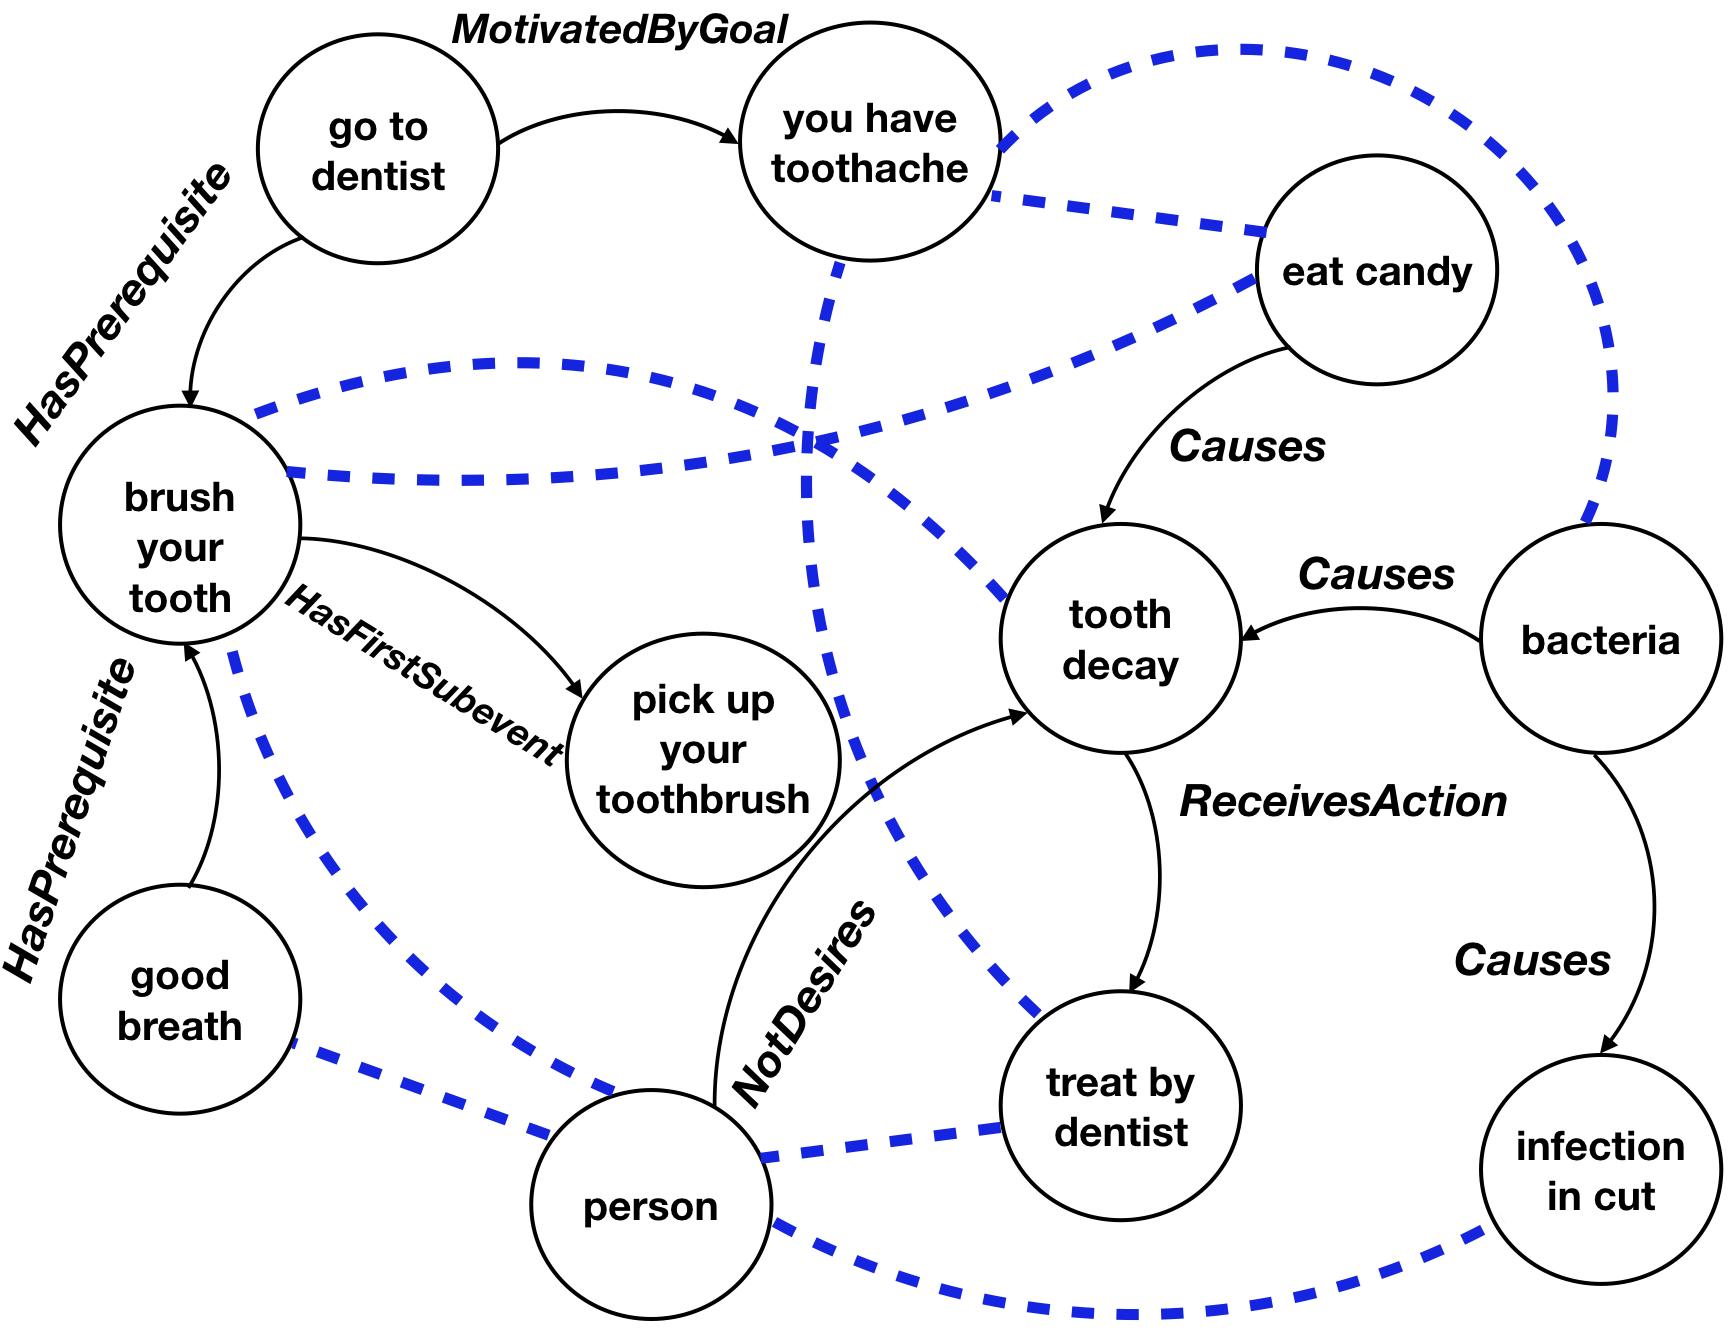 MotivatedByGoal
go to
dentist
you have
toothache
HasPrerequisite
eat candy
Causes
brush
your
tooth
HasFirstSubevent
Causes
tooth
decay
bacteria
pick up
your
toothbrush
HasPrerequisite
ReceivesAction
good
breath
NotDesires
Causes
treat by
dentist
person
infection
in cut